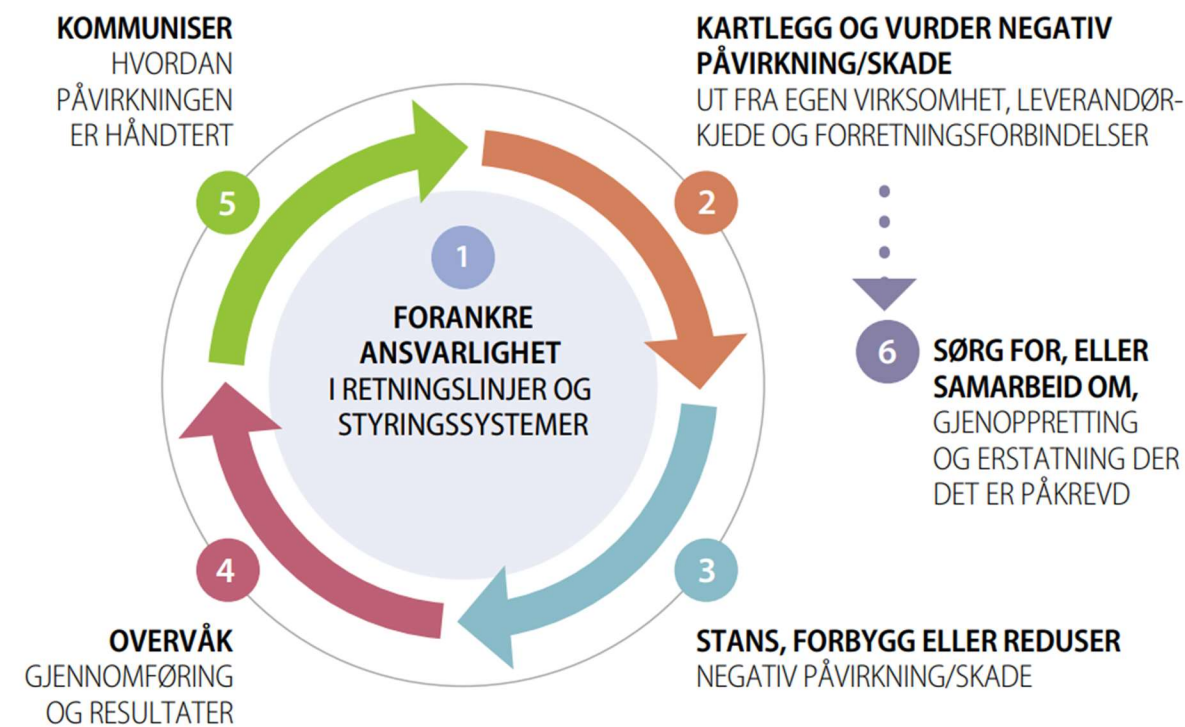 1
FORANKRE
ANSVARLIGHET
I RETNINGSLINJER OG
STYRINGSSYSTEMER
2
KARTLEGG OG VURDER NEGATIV
PÅVIRKNING/SKADE
UT FRA EGEN VIRKSOMHET, LEVERANDØR-
KJEDE OG FORRETNINGSFORBINDELSER
3
STANS, FORBYGG ELLER REDUSER
NEGATIV PÅVIRKNING/SKADE
4
OVERVÅK
GJENNOMFØRING
OG RESULTATER
5
KOMMUNISER
HVORDAN
PÅVIRKNINGEN
ER HÅNDTERT
6
SØRG FOR, ELLER
SAMARBEID OM,
GJENOPPRETTING
OG ERSTATNING DER
DET ER PÅKREVD